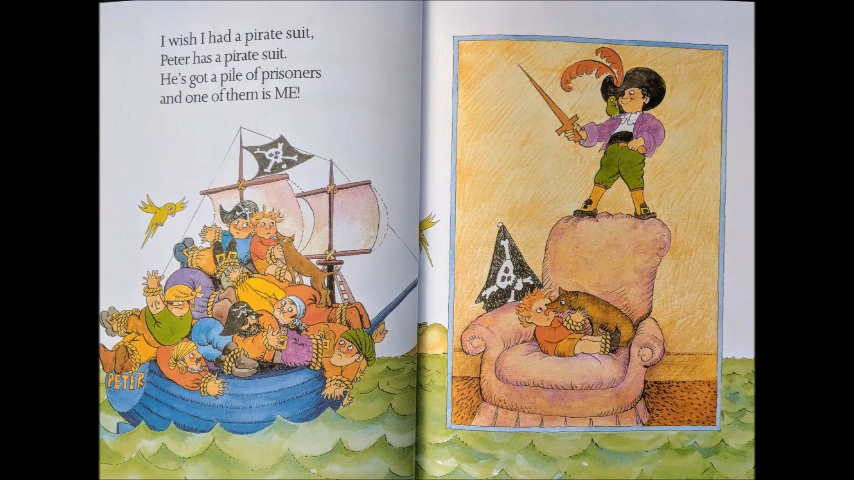 I wish I had a pirate suit,
Peter has a pirate suit.
He's got a pile of prisoners
and one of them is ME!
PETER